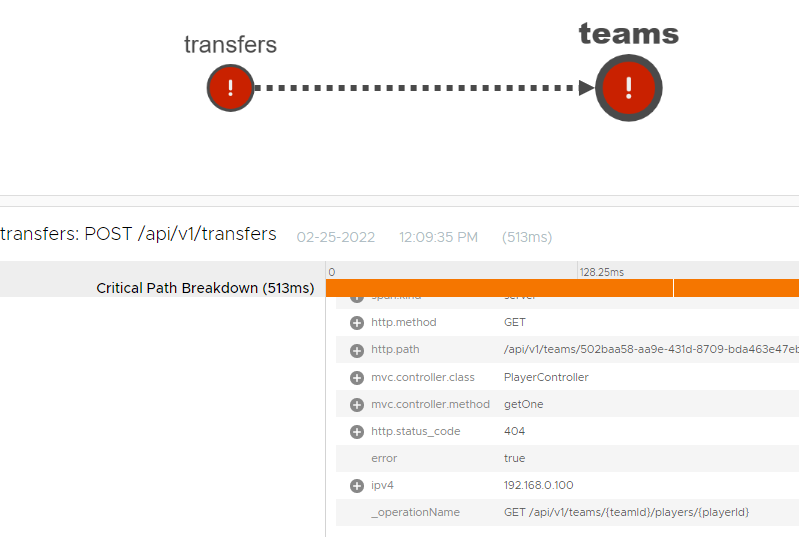 transfers
teams
!
!
transfers: POST /api/v1/transfers 02-25-2022 12:09:35 PM (513ms)
0 128.25ms
Critical Path Breakdown (513ms)
span.kind server
http.method GET
http.path /api/v1/teams/502baa58-aa9e-431d-8709-bda463e47eb
mvc.controller.class PlayerController
mvc.controller.method getOne
http.status_code 404
error true
ipv4 192.168.0.100
_operationName GET /api/v1/teams/{teamId}/players/{playerId}